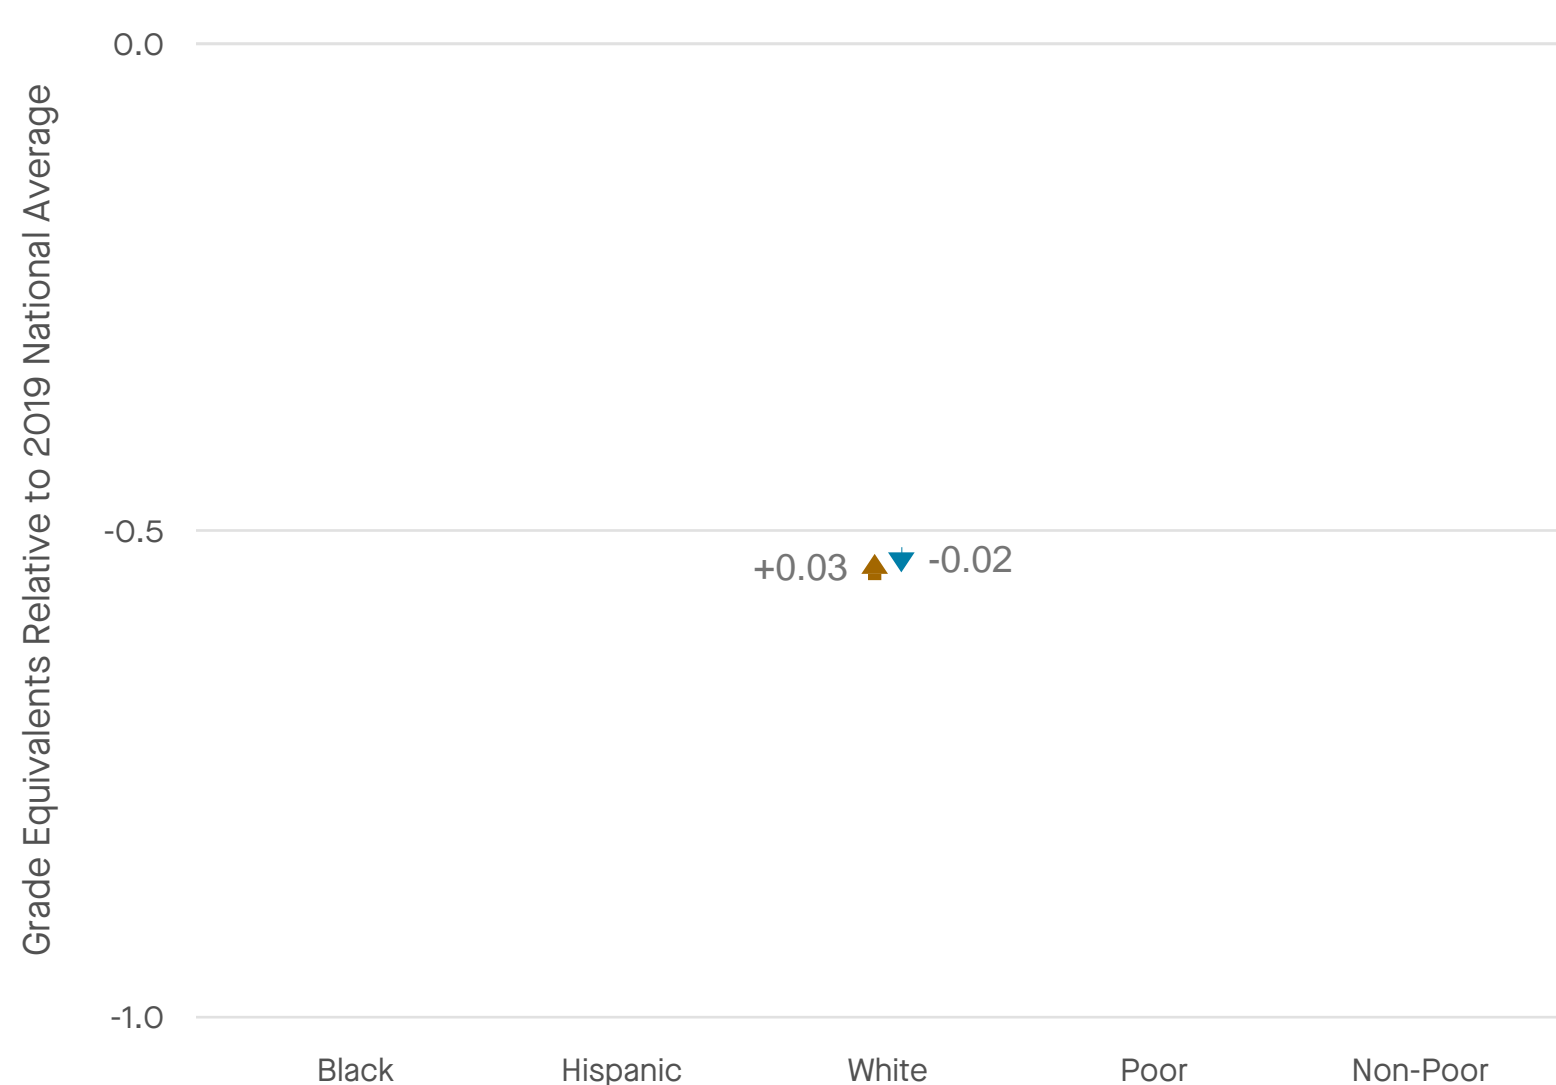 Grade Equivalents Relative to 2019 National Average
0.0
-0.5
+0.03 -0.02
-1.0
Black Hispanic White Poor Non-Poor